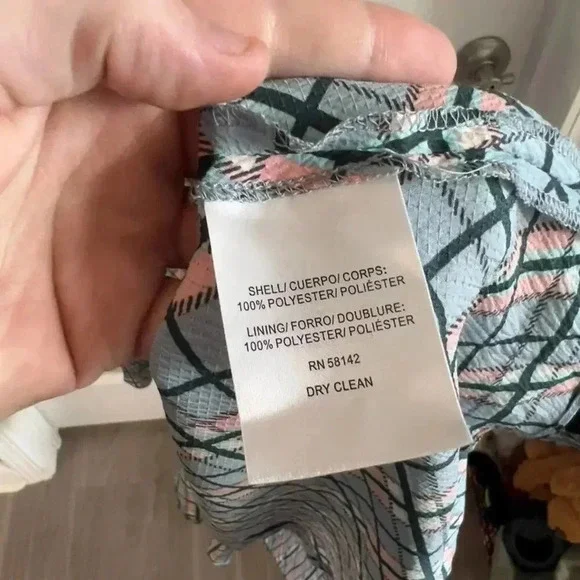 SHELL/ CUERPO/ CORPS:
100% POLYESTER/ POLIÉSTER
LINING/ FORRO/ DOUBLURE:
100% POLYESTER/ POLIÉSTER
RN 58142
DRY CLEAN